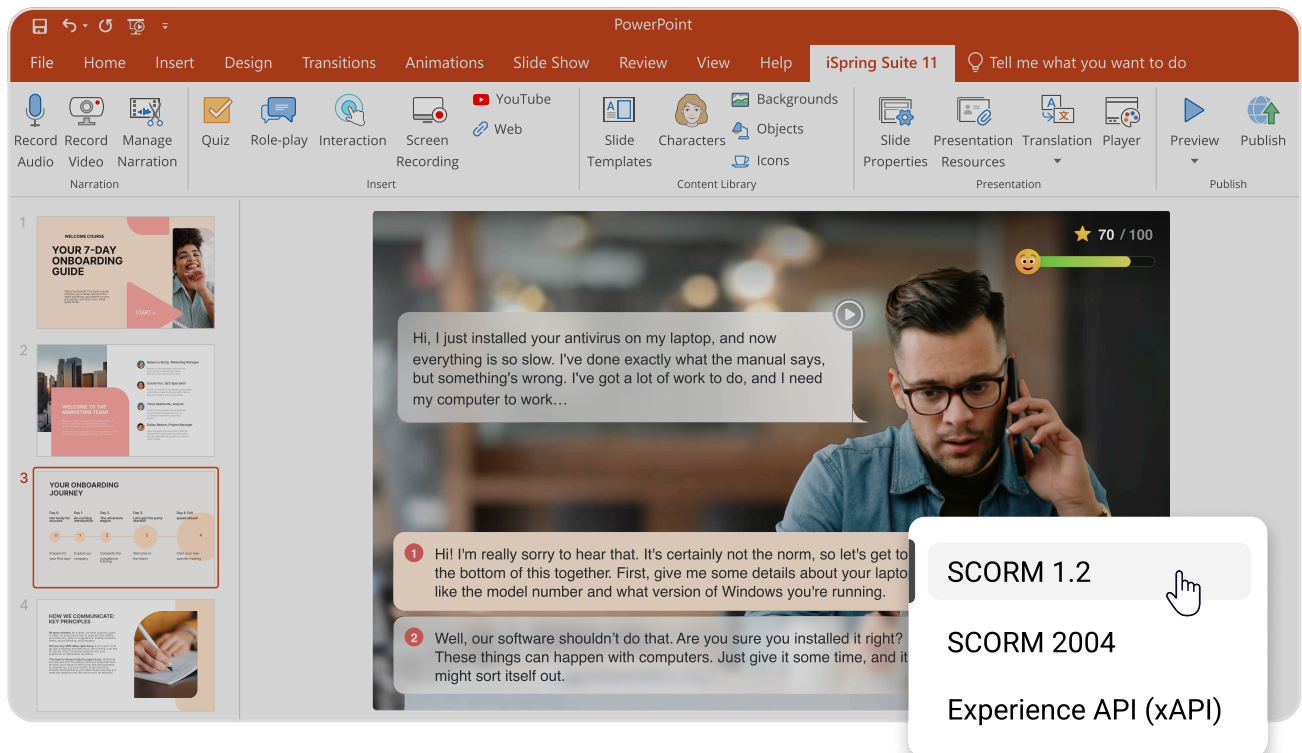 PowerPoint
File Home Insert Design Transitions Animations Slide Show Review View Help iSpring Suite 11 Tell me what you want to do
Record Audio
Record Video
Manage Narration
Narration
Quiz
Role-play
Interaction
Screen Recording
YouTube
Web
Insert
Slide Templates
Characters
Backgrounds
Objects
Icons
Content Library
Slide Properties
Presentation Resources
Translation
Player
Presentation
Preview
Publish
Publish
1
WELCOME COURSE
YOUR 7-DAY
ONBOARDING
GUIDE
START
2
WELCOME TO THE
MARKETING TEAM!
3
YOUR ONBOARDING
JOURNEY
4
HOW WE COMMUNICATE:
KEY PRINCIPLES
70 / 100
Hi, I just installed your antivirus on my laptop, and now
everything is so slow. I've done exactly what the manual says,
but something's wrong. I've got a lot of work to do, and I need
my computer to work...
1 Hi! I'm really sorry to hear that. It's certainly not the norm, so let's get to
the bottom of this together. First, give me some details about your lapto
like the model number and what version of Windows you're running.
2 Well, our software shouldn't do that. Are you sure you installed it right?
These things can happen with computers. Just give it some time, and it
might sort itself out.
SCORM 1.2
SCORM 2004
Experience API (xAPI)